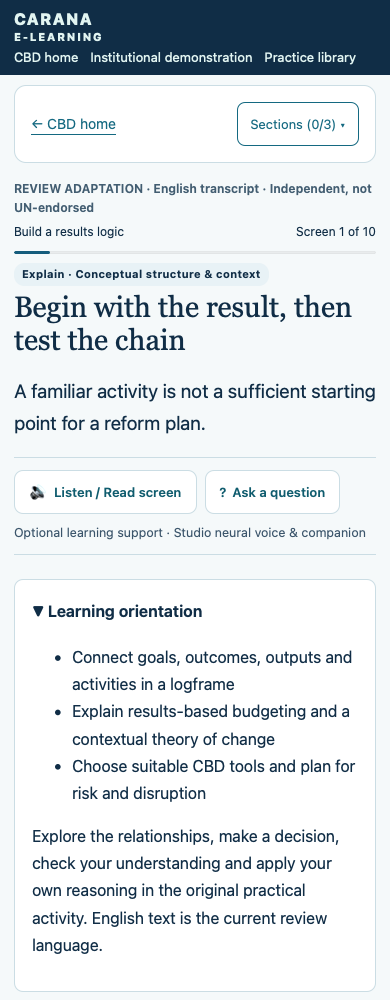 CARANA
E-LEARNING
CBD home Institutional demonstration Practice library
← CBD home
Sections (0/3) ▾
REVIEW ADAPTATION · English transcript · Independent, not
UN-endorsed
Build a results logic
Screen 1 of 10
Explain · Conceptual structure & context
Begin with the result, then
test the chain
A familiar activity is not a sufficient starting
point for a reform plan.
🔊 Listen / Read screen
? Ask a question
Optional learning support · Studio neural voice & companion
▼ Learning orientation
• Connect goals, outcomes, outputs and
activities in a logframe
• Explain results-based budgeting and a
contextual theory of change
• Choose suitable CBD tools and plan for
risk and disruption
Explore the relationships, make a decision,
check your understanding and apply your
own reasoning in the original practical
activity. English text is the current review
language.